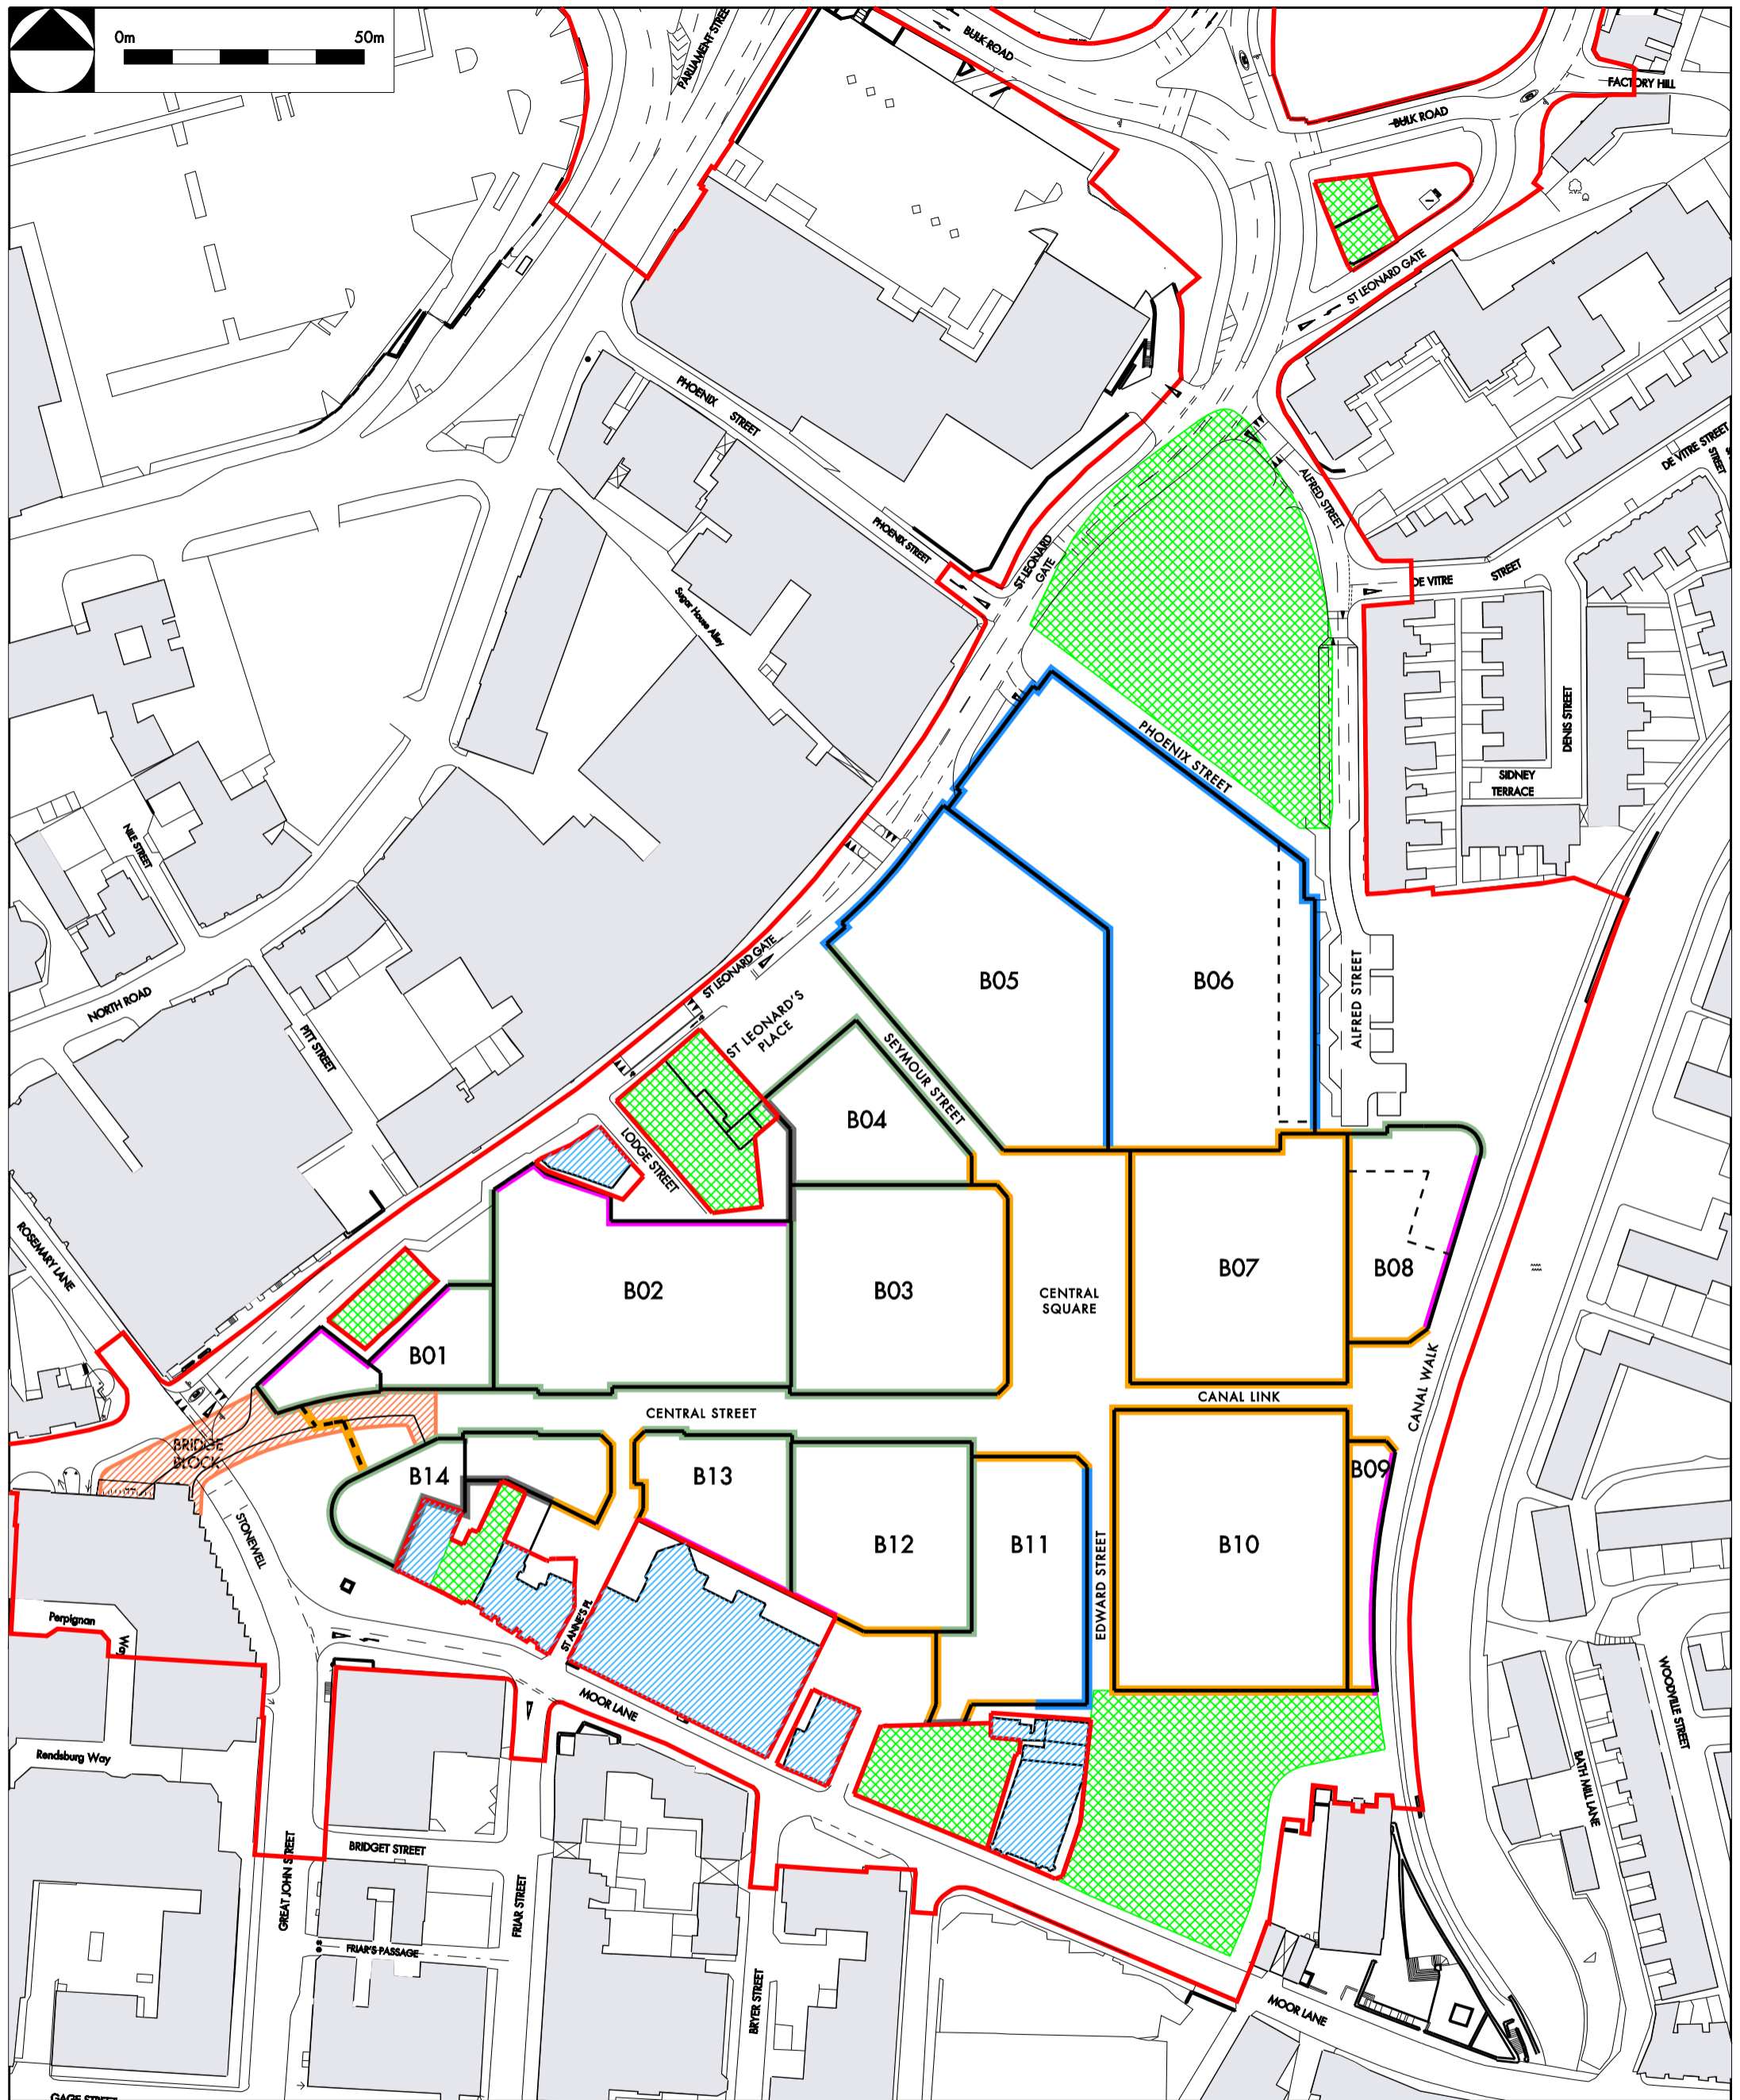 0m 50m
PARLIAMENT STREET
BULK ROAD
FACTORY HILL
BULK ROAD
ST LEONARD GATE
PHOENIX STREET
ALFRED STREET
DE VITRE STREET
STREET
PHOENIX STREET
ST LEONARD
GATE
DE VITRE STREET
Sugar House Alley
DENIS STREET
PHOENIX STREET
SIDNEY
TERRACE
NILE STREET
ST LEONARD GATE
B05
B06
NORTH ROAD
ST LEONARD'S
PLACE
ALFRED STREET
PITT STREET
SEYMOUR STREET
B04
LODGE STREET
ROSEMARY LANE
B07
B08
B02
B03
CENTRAL
SQUARE
B01
CANAL WALK
CANAL LINK
CENTRAL STREET
BRIDGE
BLOCK
B14
B13
B09
STONEWELL
B12
B11
B10
EDWARD STREET
Perpignan
Way
ST ANNE'S PL
MOOR LANE
WOODVILLE STREET
Rendsburg Way
BATH MILL LANE
BRIDGET STREET
GREAT JOHN STREET
FRIAR STREET
FRIAR'S PASSAGE
BRYER STREET
MOOR LANE
GAGE STREET